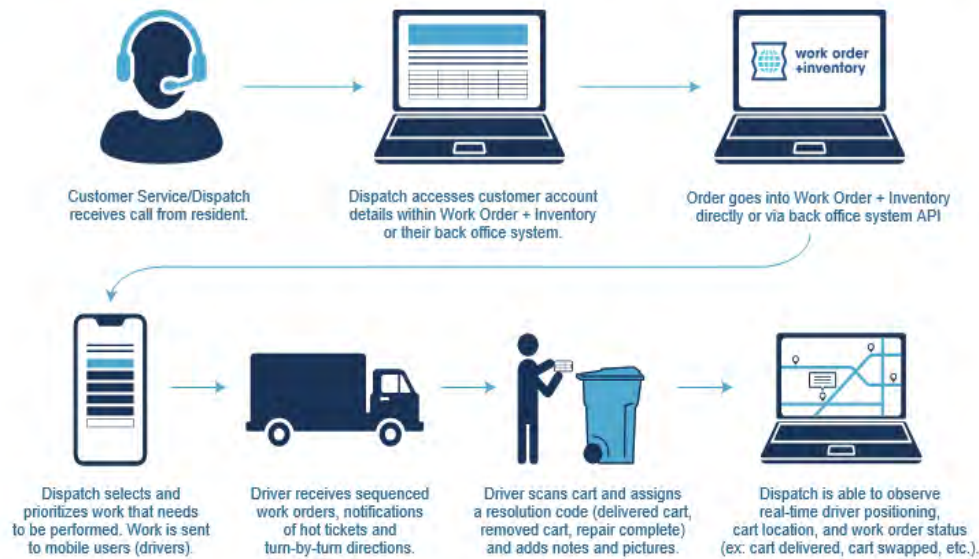 work order
+inventory
Customer Service/Dispatch
receives call from resident.
Dispatch accesses customer account
details within Work Order + Inventory
or their back office system.
Order goes into Work Order + Inventory
directly or via back office system API
Dispatch selects and
prioritizes work that needs
to be performed. Work is sent
to mobile users (drivers).
Driver receives sequenced
work orders, notifications
of hot tickets and
turn-by-turn directions.
Driver scans cart and assigns
a resolution code (delivered cart,
removed cart, repair complete)
and adds notes and pictures.
Dispatch is able to observe
real-time driver positioning,
cart location, and work order status
(ex: cart delivered, cart swapped, etc.)